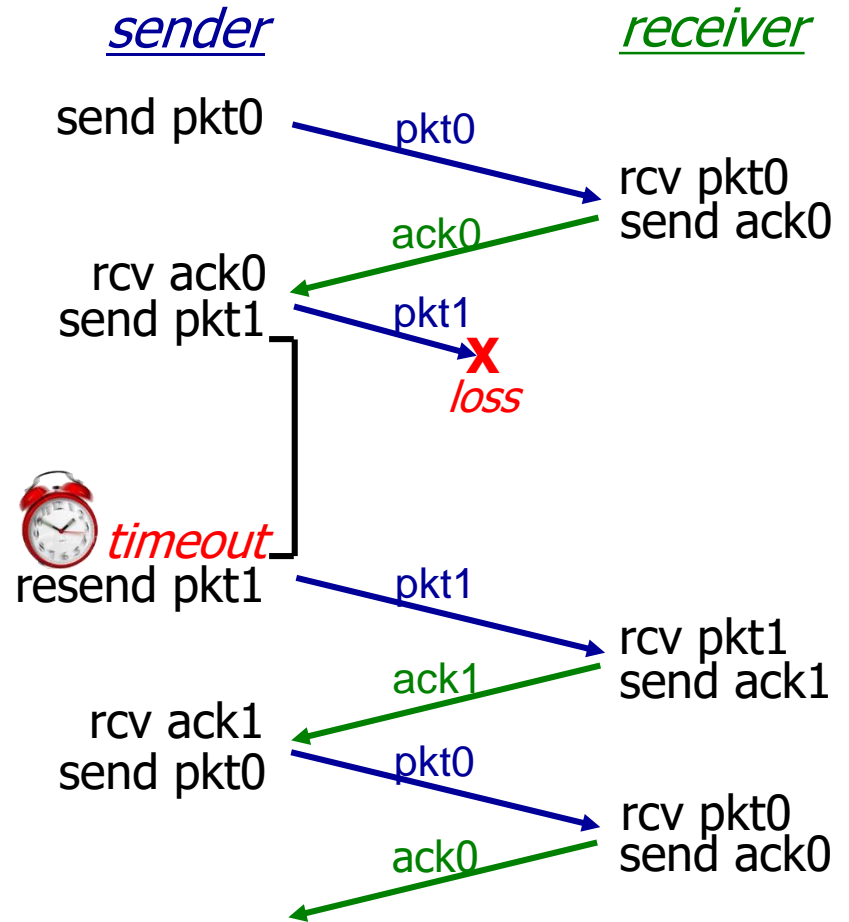 sender
receiver
send pkt0
pkt0
rcv pkt0
send ack0
ack0
rcv ack0
send pkt1
pkt1
X
loss
timeout
resend pkt1
pkt1
rcv pkt1
send ack1
ack1
rcv ack1
send pkt0
pkt0
rcv pkt0
send ack0
ack0